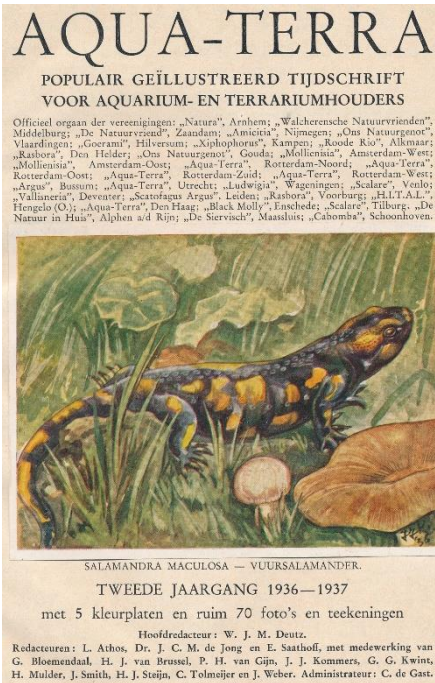 AQUA-TERRA
POPULAIR GEÏLLUSTREERD TIJDSCHRIFT
VOOR AQUARIUM- EN TERRARIUMHOUDERS
Officieel orgaan der vereenigingen: „Natura”, Arnhem; „Walcherensche Natuurvrienden”,
Middelburg; „De Natuurvriend”, Zaandam; „Amicitia”, Nijmegen; „Ons Natuurgenot”,
Vlaardingen; „Goerami”, Hilversum; „Xiphophorus”, Kampen; „Roode Rio”, Alkmaar;
„Rasbora”, Den Helder; „Ons Natuurgenot”, Gouda; „Mollienisia”, Amsterdam-West;
„Mollienisia”, Amsterdam-Oost; „Aqua-Terra”, Rotterdam-Noord; „Aqua-Terra”,
Rotterdam-Oost; „Aqua-Terra”, Rotterdam-Zuid; „Aqua-Terra”, Rotterdam-West;
„Argus”, Bussum; „Aqua-Terra”, Utrecht; „Ludwigia”, Wageningen; „Scalare”, Venlo;
„Vallisneria”, Deventer; „Scatofagus Argus”. Leiden; „Rasbora”, Voorburg; „H.I.T.A.L.”,
Hengelo (O.); „Aqua-Terra”, Den Haag; „Black Molly”, Enschede; „Scalare”, Tilburg. „De
Natuur in Huis”, Alphen a/d Rijn; „De Siervisch”, Maassluis; „Cabomba”, Schoonhoven.
SALAMANDRA MACULOSA — VUURSALAMANDER.
TWEEDE JAARGANG 1936—1937
met 5 kleurplaten en ruim 70 foto's en teekeningen
Hoofdredacteur: W. J. M. Deutz.
Redacteuren: L. Athos, Dr. J. C. M. de Jong en E. Saathoff, met medewerking van
G. Bloemendaal, H. J. van Brussel, P. H. van Gijn, J. J. Kommers, G. G. Kwint,
H. Mulder, J. Smith, H. J. Steijn, C. Tolmeijer en J. Weber. Administrateur: C. de Gast.